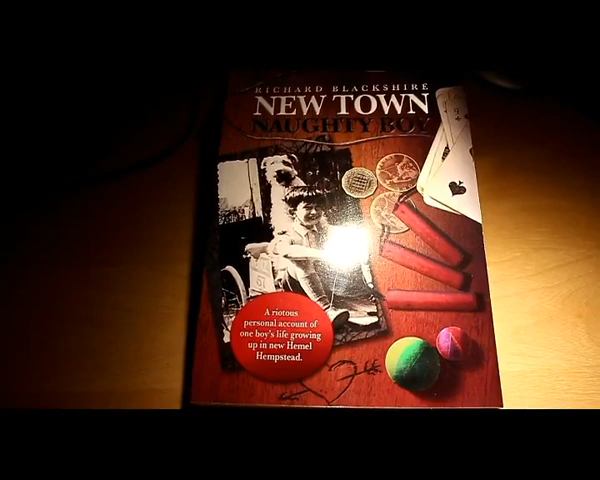 RICHARD BLACKSHIRE
NEW TOWN
NAUGHTY BOY
A riotous
personal account of
one boy's life growing
up in new Hemel
Hempstead.